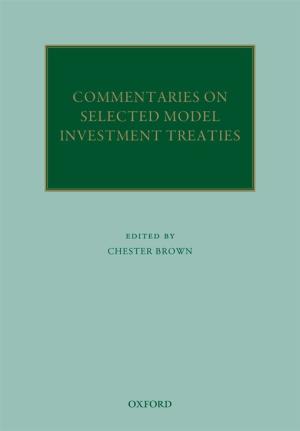 COMMENTARIES ON
SELECTED MODEL
INVESTMENT TREATIES
EDITED BY
CHESTER BROWN
OXFORD